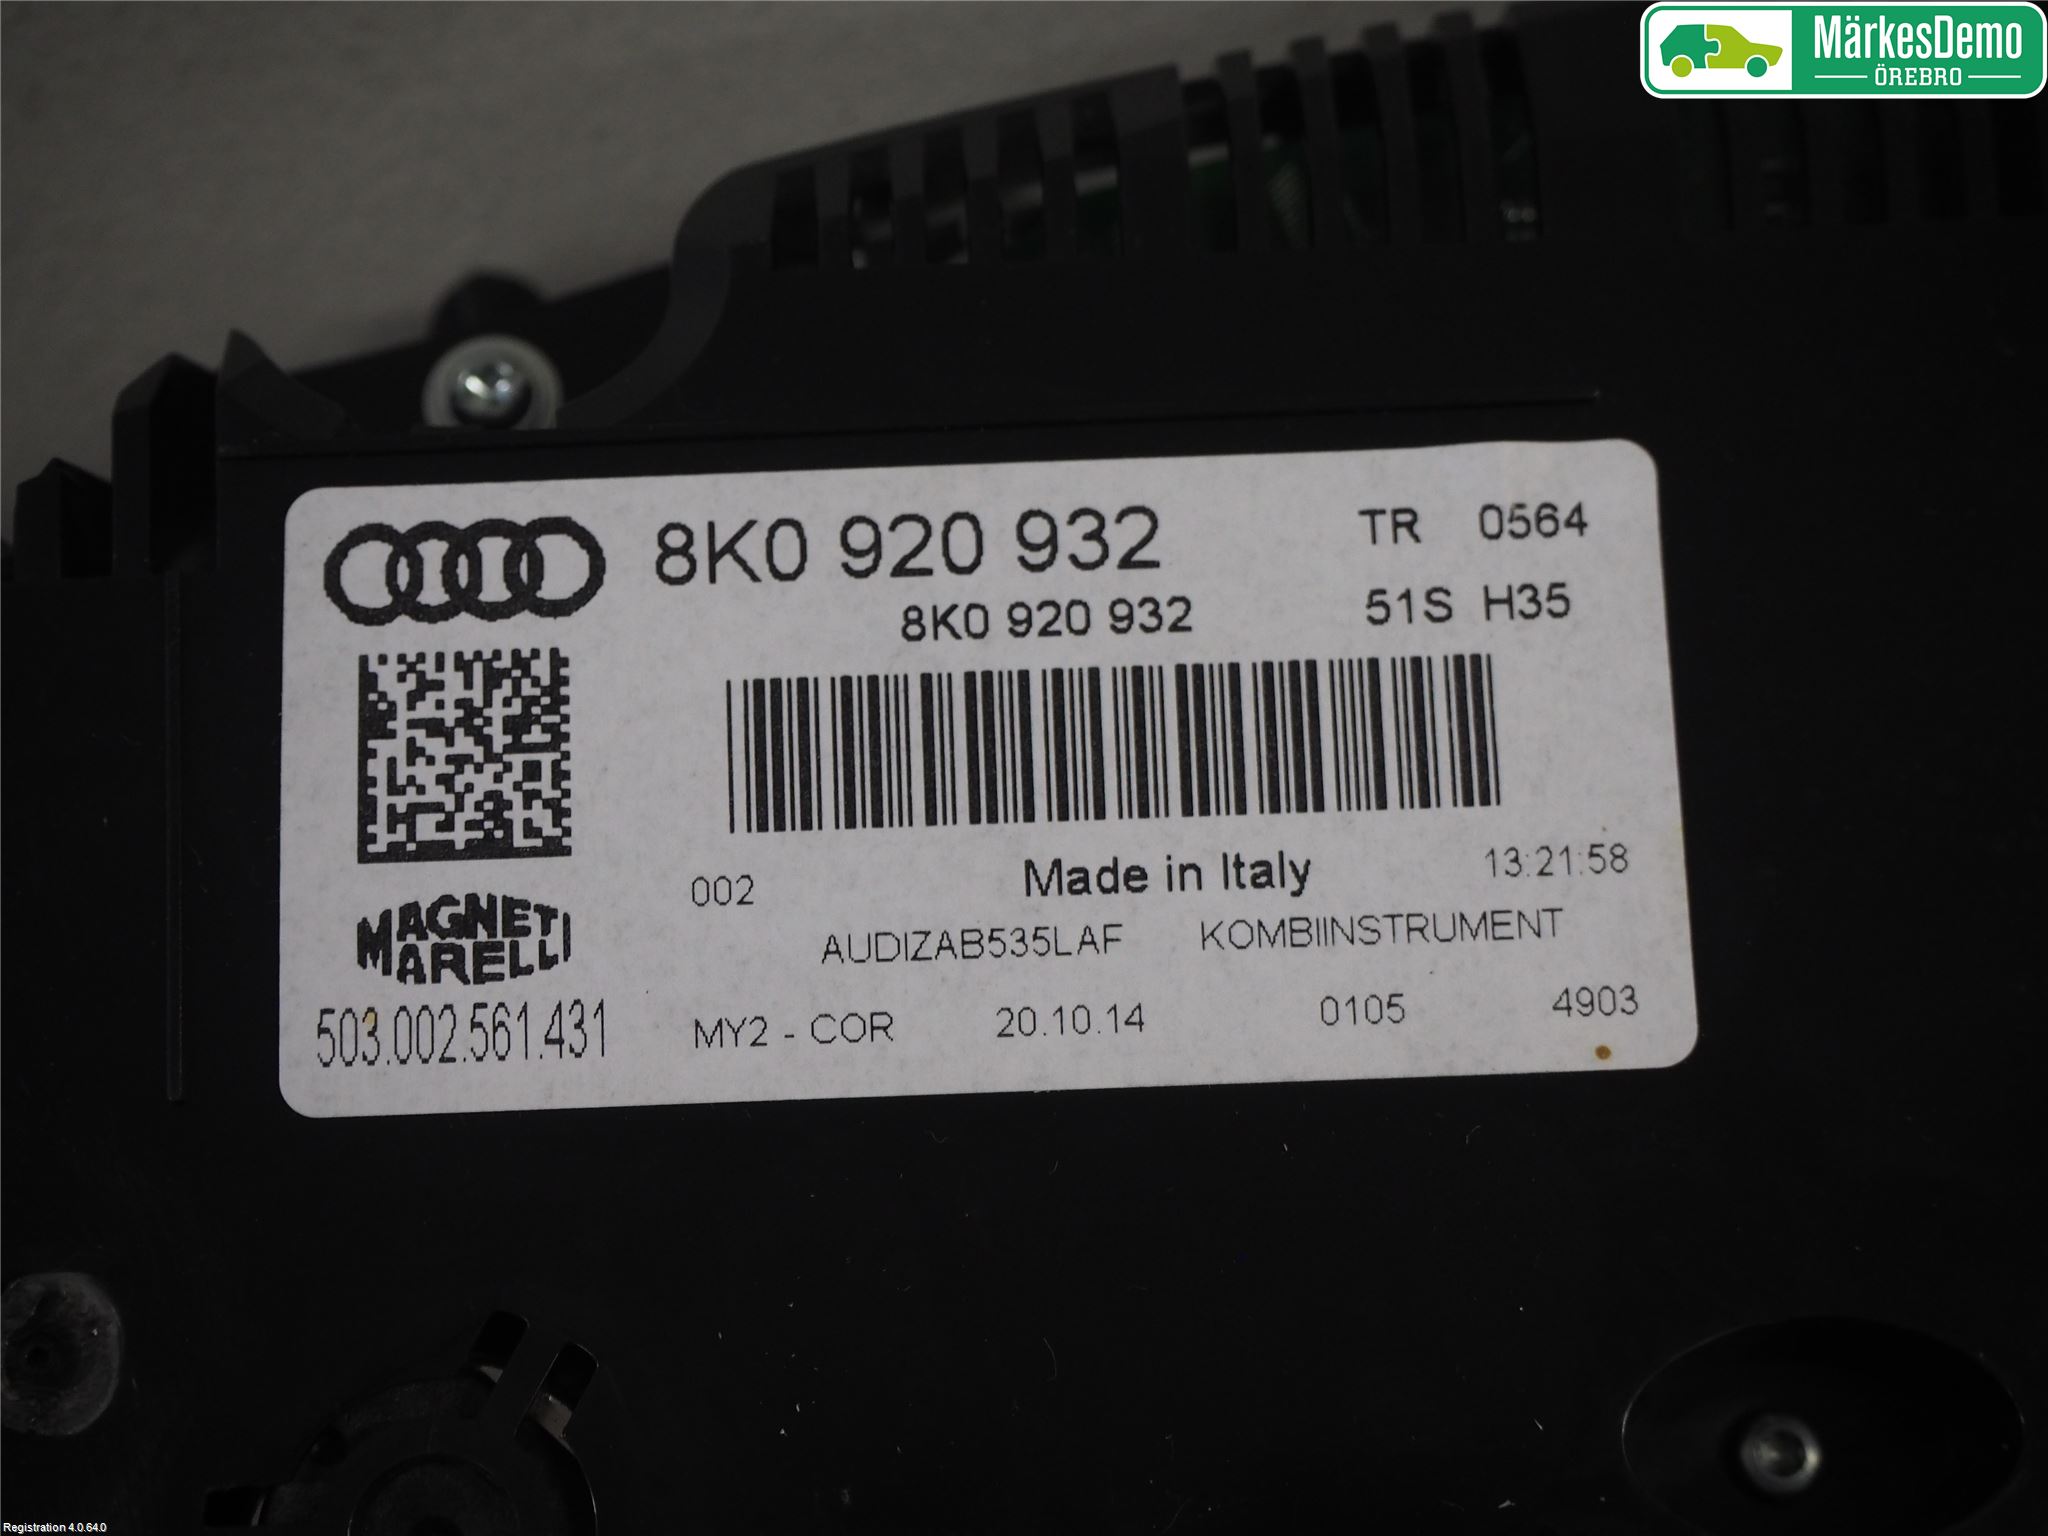 MärkesDemo
ÖREBRO
8K0 920 932 TR 0564
8K0 920 932 51S H35
002 Made in Italy 13:21:58
MAGNETI
MARELLI
AUDIZAB535LAF KOMBIINSTRUMENT
503.002.561.431 MY2 - COR 20.10.14 0105 4903
Registration 4.0.64.0